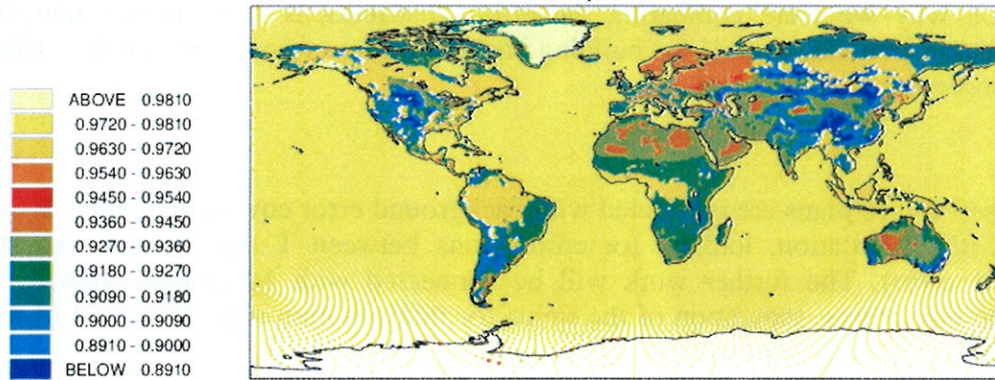 ABOVE 0.9810
0.9720 - 0.9810
0.9630 - 0.9720
0.9540 - 0.9630
0.9450 - 0.9540
0.9360 - 0.9450
0.9270 - 0.9360
0.9180 - 0.9270
0.9090 - 0.9180
0.9000 - 0.9090
0.8910 - 0.9000
BELOW 0.8910